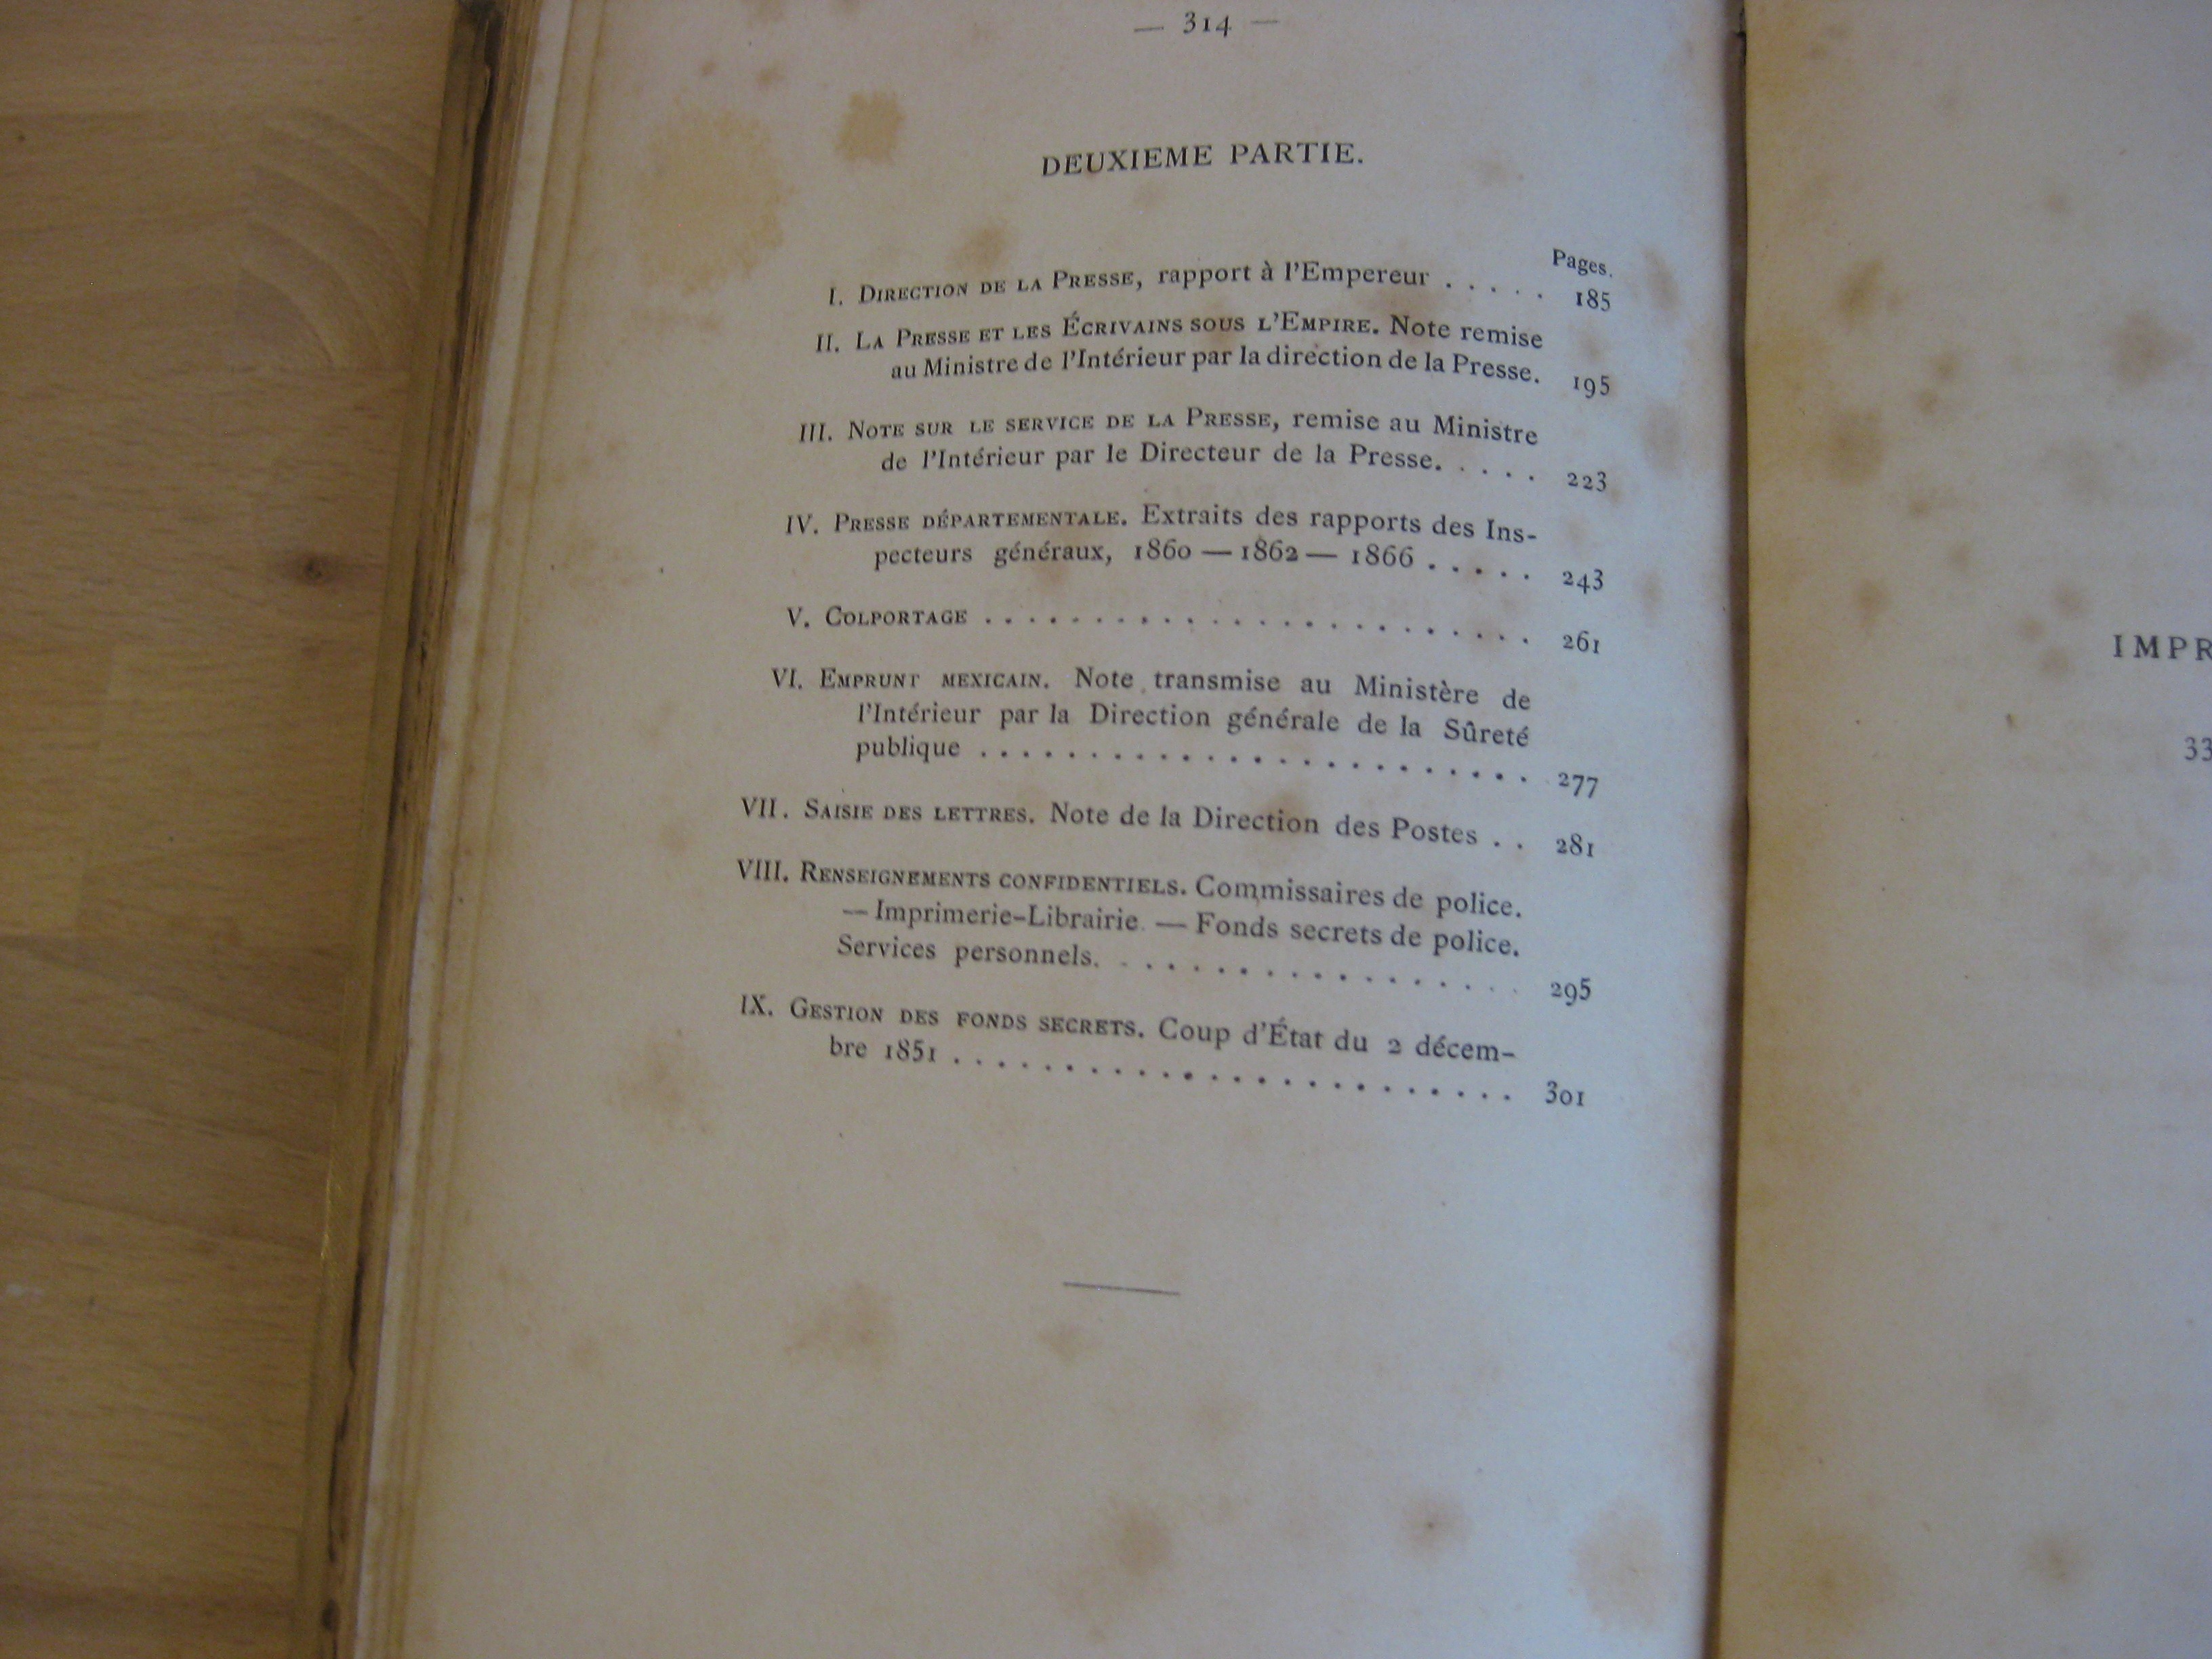 — 314 —
DEUXIEME PARTIE.
Pages.
I. DIRECTION DE LA PRESSE, rapport à l'Empereur . . . . . 185
II. LA PRESSE ET LES ÉCRIVAINS SOUS L'EMPIRE. Note remise
au Ministre de l'Intérieur par la direction de la Presse. 195
III. NOTE SUR LE SERVICE DE LA PRESSE, remise au Ministre
de l'Intérieur par le Directeur de la Presse. . . . . 223
IV. PRESSE DÉPARTEMENTALE. Extraits des rapports des Ins-
pecteurs généraux, 1860 — 1862 — 1866 . . . . . 243
V. COLPORTAGE . . . . . . . . . . . . . . . . . . . . . . . . 261
VI. EMPRUNT MEXICAIN. Note transmise au Ministère de
l'Intérieur par la Direction générale de la Sûreté
publique . . . . . . . . . . . . . . . . . . . . . . . . 277
VII. SAISIE DES LETTRES. Note de la Direction des Postes . . 281
VIII. RENSEIGNEMENTS CONFIDENTIELS. Commissaires de police.
— Imprimerie-Librairie. — Fonds secrets de police.
Services personnels. . . . . . . . . . . . . . . . . . 295
IX. GESTION DES FONDS SECRETS. Coup d'État du 2 décem-
bre 1851 . . . . . . . . . . . . . . . . . . . . . . . . 301
IMPR
33